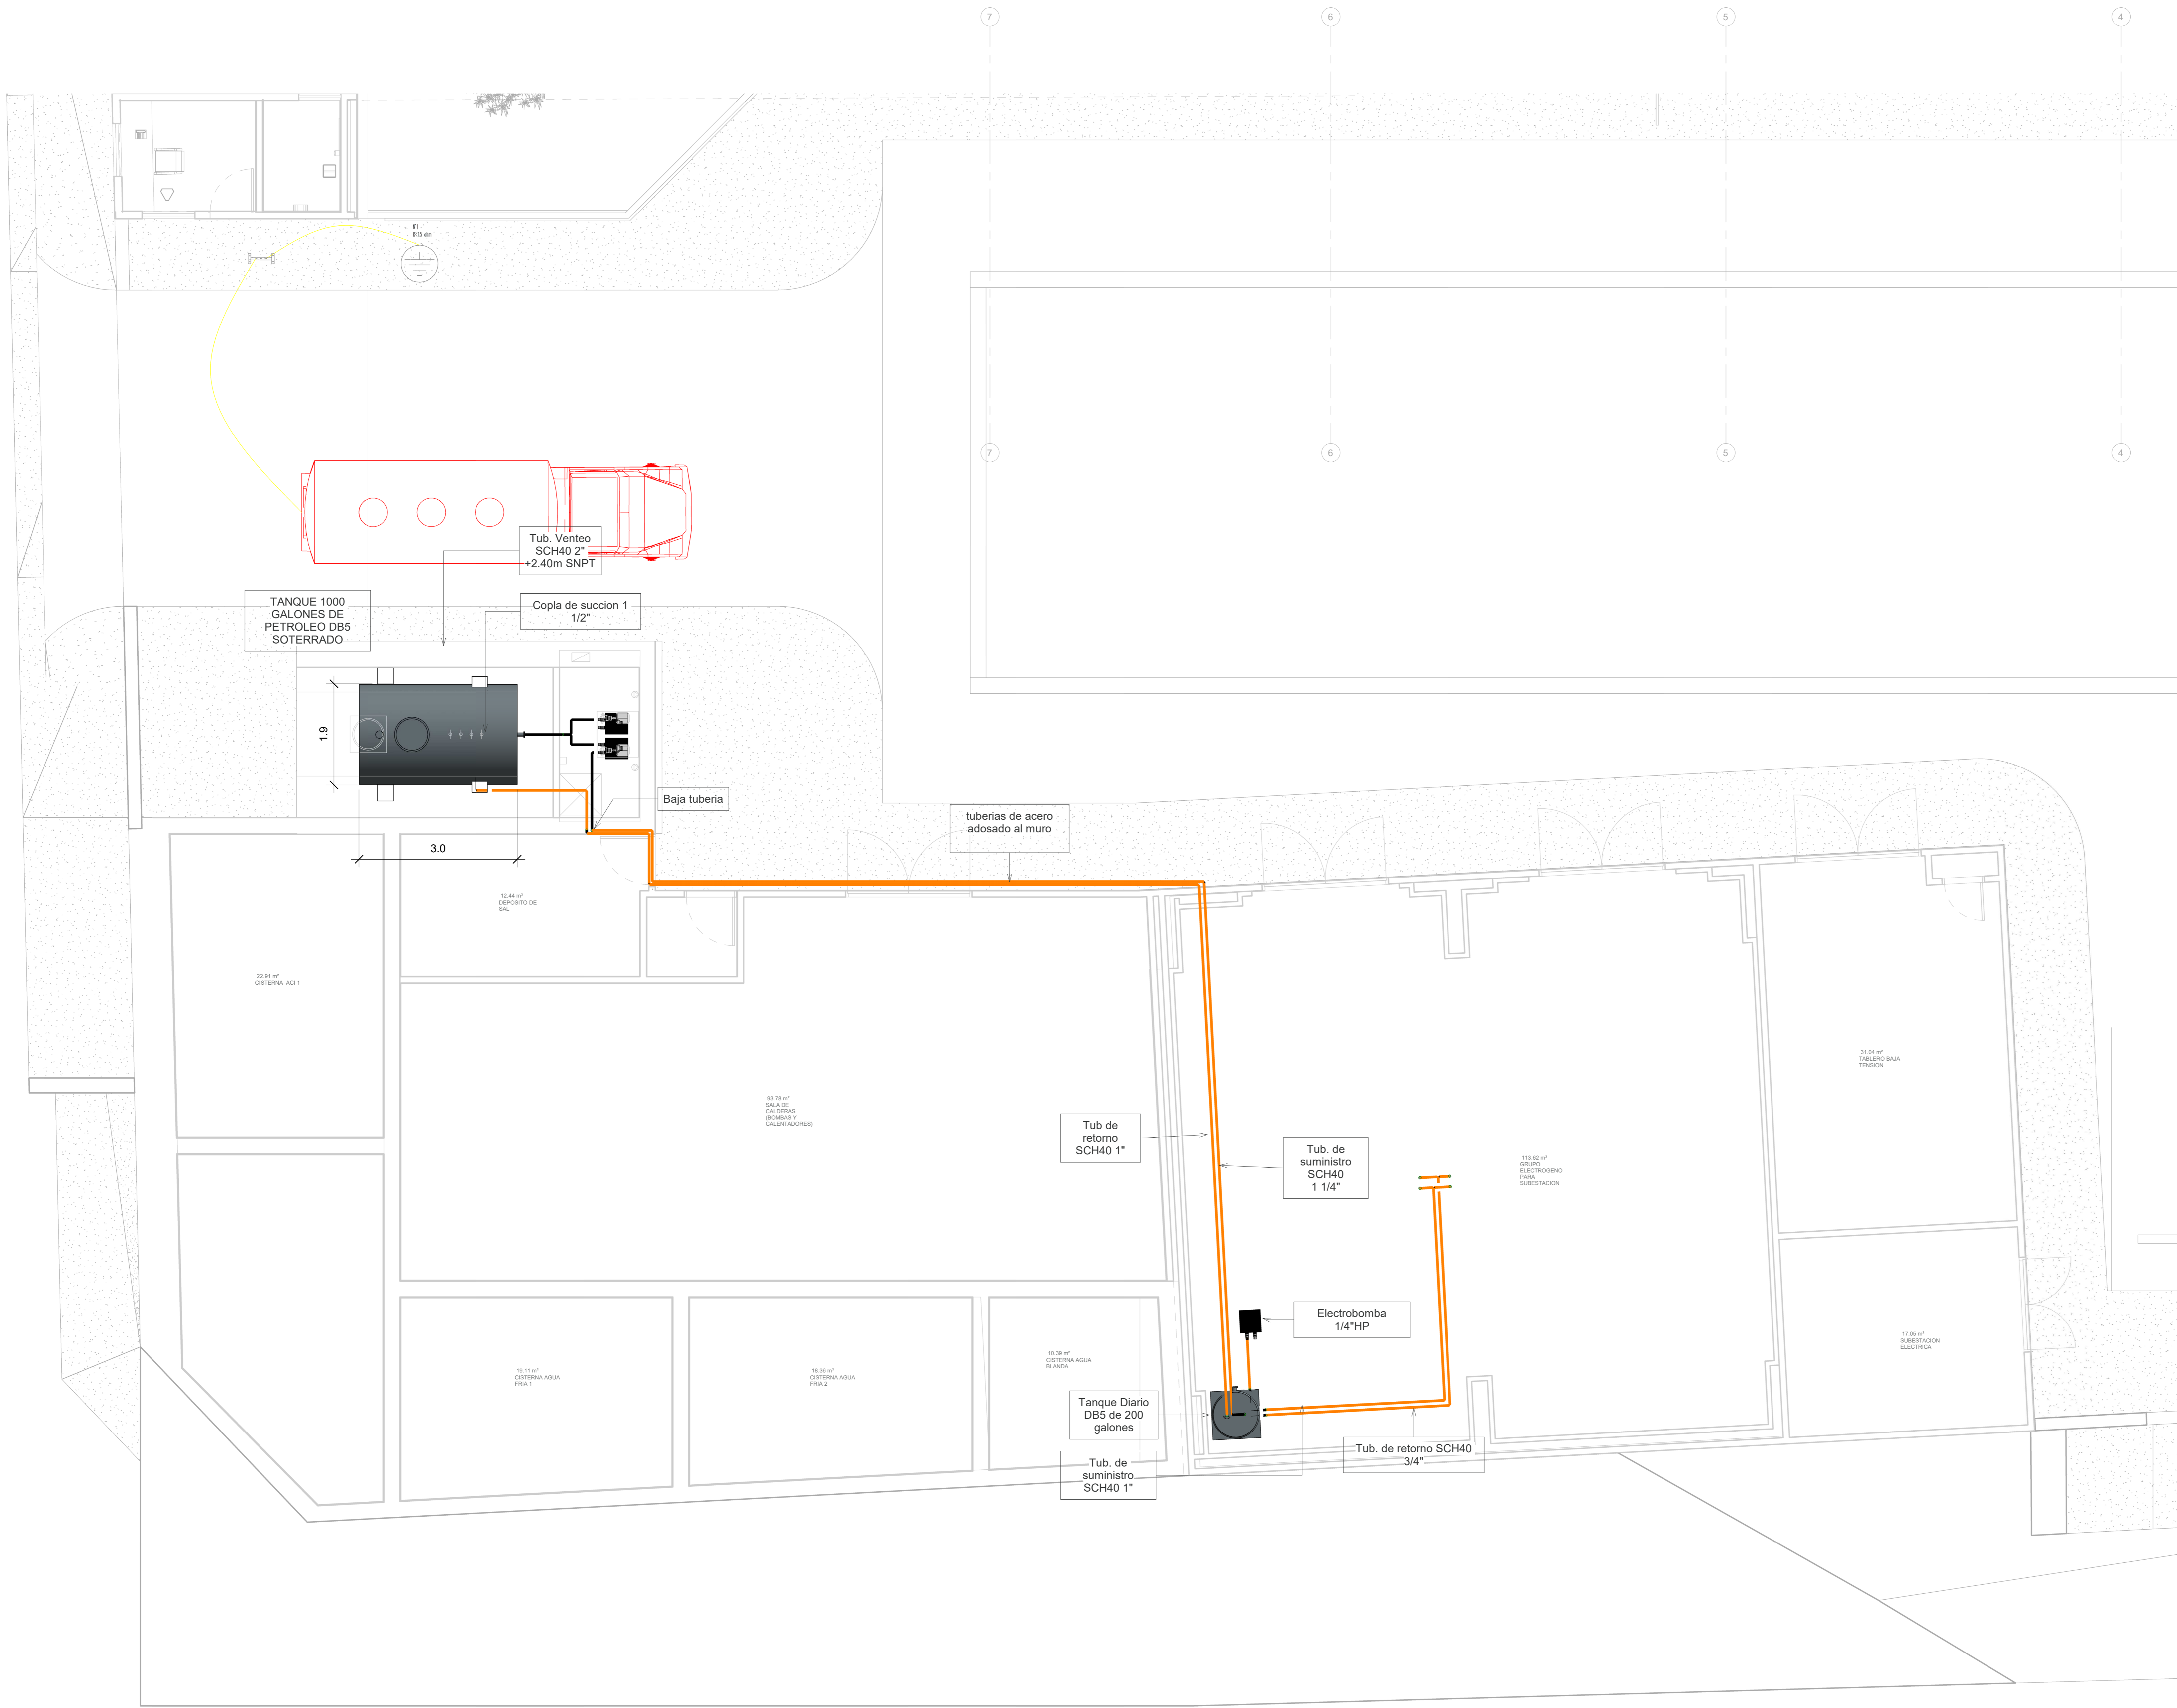 7
6
5
4
N°1
R<15 ohm
7
6
5
4
Tub. Venteo
SCH40 2"
+2.40m SNPT
TANQUE 1000
GALONES DE
PETROLEO DB5
SOTERRADO
Copla de succion 1
1/2"
1.9
Baja tuberia
tuberias de acero
adosado al muro
3.0
12.44 m²
DEPOSITO DE
SAL
22.91 m²
CISTERNA ACI 1
31.04 m²
TABLERO BAJA
TENSION
93.78 m²
SALA DE
CALDERAS
(BOMBAS Y
CALENTADORES)
Tub de
retorno
SCH40 1"
Tub. de
suministro
SCH40
1 1/4"
113.62 m²
GRUPO
ELECTROGENO
PARA
SUBESTACION
Electrobomba
1/4"HP
17.05 m²
SUBESTACION
ELECTRICA
10.39 m²
CISTERNA AGUA
BLANDA
19.11 m²
CISTERNA AGUA
FRIA 1
18.36 m²
CISTERNA AGUA
FRIA 2
Tanque Diario
DB5 de 200
galones
Tub. de retorno SCH40
3/4"
Tub. de
suministro
SCH40 1"